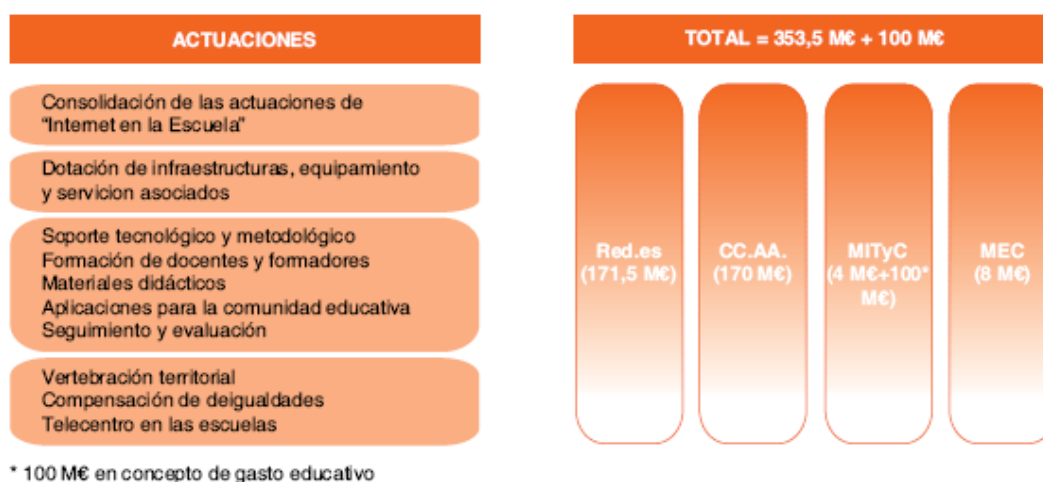 ACTUACIONES
Consolidación de las actuaciones de
“Internet en la Escuela”
Dotación de infraestructuras, equipamiento
y servicion asociados
Soporte tecnológico y metodológico
Formación de docentes y formadores
Materiales didácticos
Aplicaciones para la comunidad educativa
Seguimiento y evaluación
Vertebración territorial
Compensación de deigualdades
Telecentro en las escuelas
* 100 M€ en concepto de gasto educativo
TOTAL = 353,5 M€ + 100 M€
Red.es
(171,5 M€)
CC.AA.
(170 M€)
MITyC
(4 M€+100*
M€)
MEC
(8 M€)